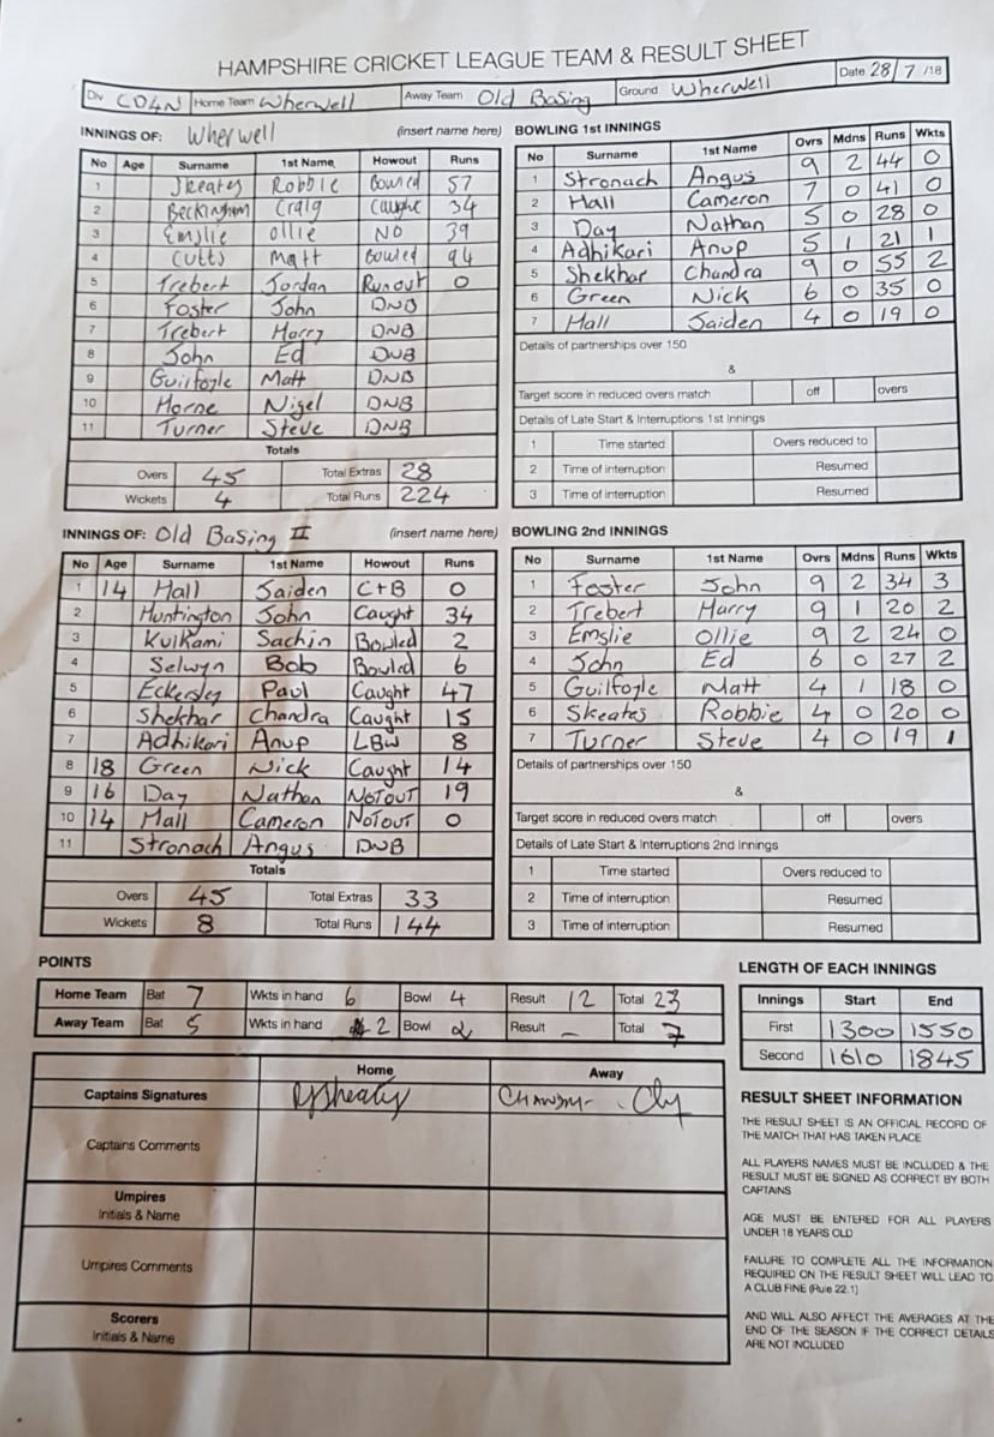 HAMPSHIRE CRICKET LEAGUE TEAM & RESULT SHEET
Div CD4N Home Team Wherwell Away Team Old Basing Ground Wherwell Date 28/7/18
INNINGS OF: Wherwell (insert name here)
No Age Surname 1st Name Howout Runs
1 Skeates Robbie Bowled 57
2 Beckingham Craig Caught 34
3 Emslie Ollie NO 39
4 Cutts Matt Bowled 94
5 Trebert Jordan Runout 0
6 Foster John DNB
7 Trebert Harry DNB
8 John Ed DNB
9 Guilfoyle Matt DNB
10 Horne Nigel DNB
11 Turner Steve DNB
Totals
Overs 45 Total Extras 28
Wickets 4 Total Runs 224
BOWLING 1st INNINGS
No Surname 1st Name Ovrs Mdns Runs Wkts
1 Stronach Angus 9 2 44 0
2 Hall Cameron 7 0 41 0
3 Day Nathan 5 0 28 0
4 Adhikari Anup 5 1 21 1
5 Shekhar Chandra 9 0 55 2
6 Green Nick 6 0 35 0
7 Hall Jaiden 4 0 19 0
Details of partnerships over 150
&
Target score in reduced overs match off overs
Details of Late Start & Interruptions 1st Innings
1 Time started Overs reduced to
2 Time of interruption Resumed
3 Time of interruption Resumed
INNINGS OF: Old Basing II (insert name here)
No Age Surname 1st Name Howout Runs
1 14 Hall Jaiden C+B 0
2 Huntington John Caught 34
3 Kulkarni Sachin Bowled 2
4 Selwyn Bob Bowled 6
5 Eckersley Paul Caught 47
6 Shekhar Chandra Caught 15
7 Adhikari Anup LBW 8
8 18 Green Nick Caught 14
9 16 Day Nathan NOTOUT 19
10 14 Hall Cameron NOTOUT 0
11 Stronach Angus DNB
Totals
Overs 45 Total Extras 33
Wickets 8 Total Runs 144
BOWLING 2nd INNINGS
No Surname 1st Name Ovrs Mdns Runs Wkts
1 Foster John 9 2 34 3
2 Trebert Harry 9 1 20 2
3 Emslie Ollie 9 2 24 0
4 John Ed 6 0 27 2
5 Guilfoyle Matt 4 1 18 0
6 Skeates Robbie 4 0 20 0
7 Turner Steve 4 0 19 1
Details of partnerships over 150
&
Target score in reduced overs match off overs
Details of Late Start & Interruptions 2nd Innings
1 Time started Overs reduced to
2 Time of interruption Resumed
3 Time of interruption Resumed
POINTS
Home Team Bat 7 Wkts in hand 6 Bowl 4 Result 12 Total 23
Away Team Bat 5 Wkts in hand 2 Bowl 2 Result – Total 7
LENGTH OF EACH INNINGS
Innings Start End
First 1300 1550
Second 1610 1845
Home Away
Captains Signatures
Captains Comments
Umpires
Initials & Name
Umpires Comments
Scorers
Initials & Name
RESULT SHEET INFORMATION
THE RESULT SHEET IS AN OFFICIAL RECORD OF
THE MATCH THAT HAS TAKEN PLACE
ALL PLAYERS NAMES MUST BE INCLUDED & THE
RESULT MUST BE SIGNED AS CORRECT BY BOTH
CAPTAINS
AGE MUST BE ENTERED FOR ALL PLAYERS
UNDER 18 YEARS OLD
FAILURE TO COMPLETE ALL THE INFORMATION
REQUIRED ON THE RESULT SHEET WILL LEAD TO
A CLUB FINE (Rule 22.1)
AND WILL ALSO AFFECT THE AVERAGES AT THE
END OF THE SEASON IF THE CORRECT DETAILS
ARE NOT INCLUDED